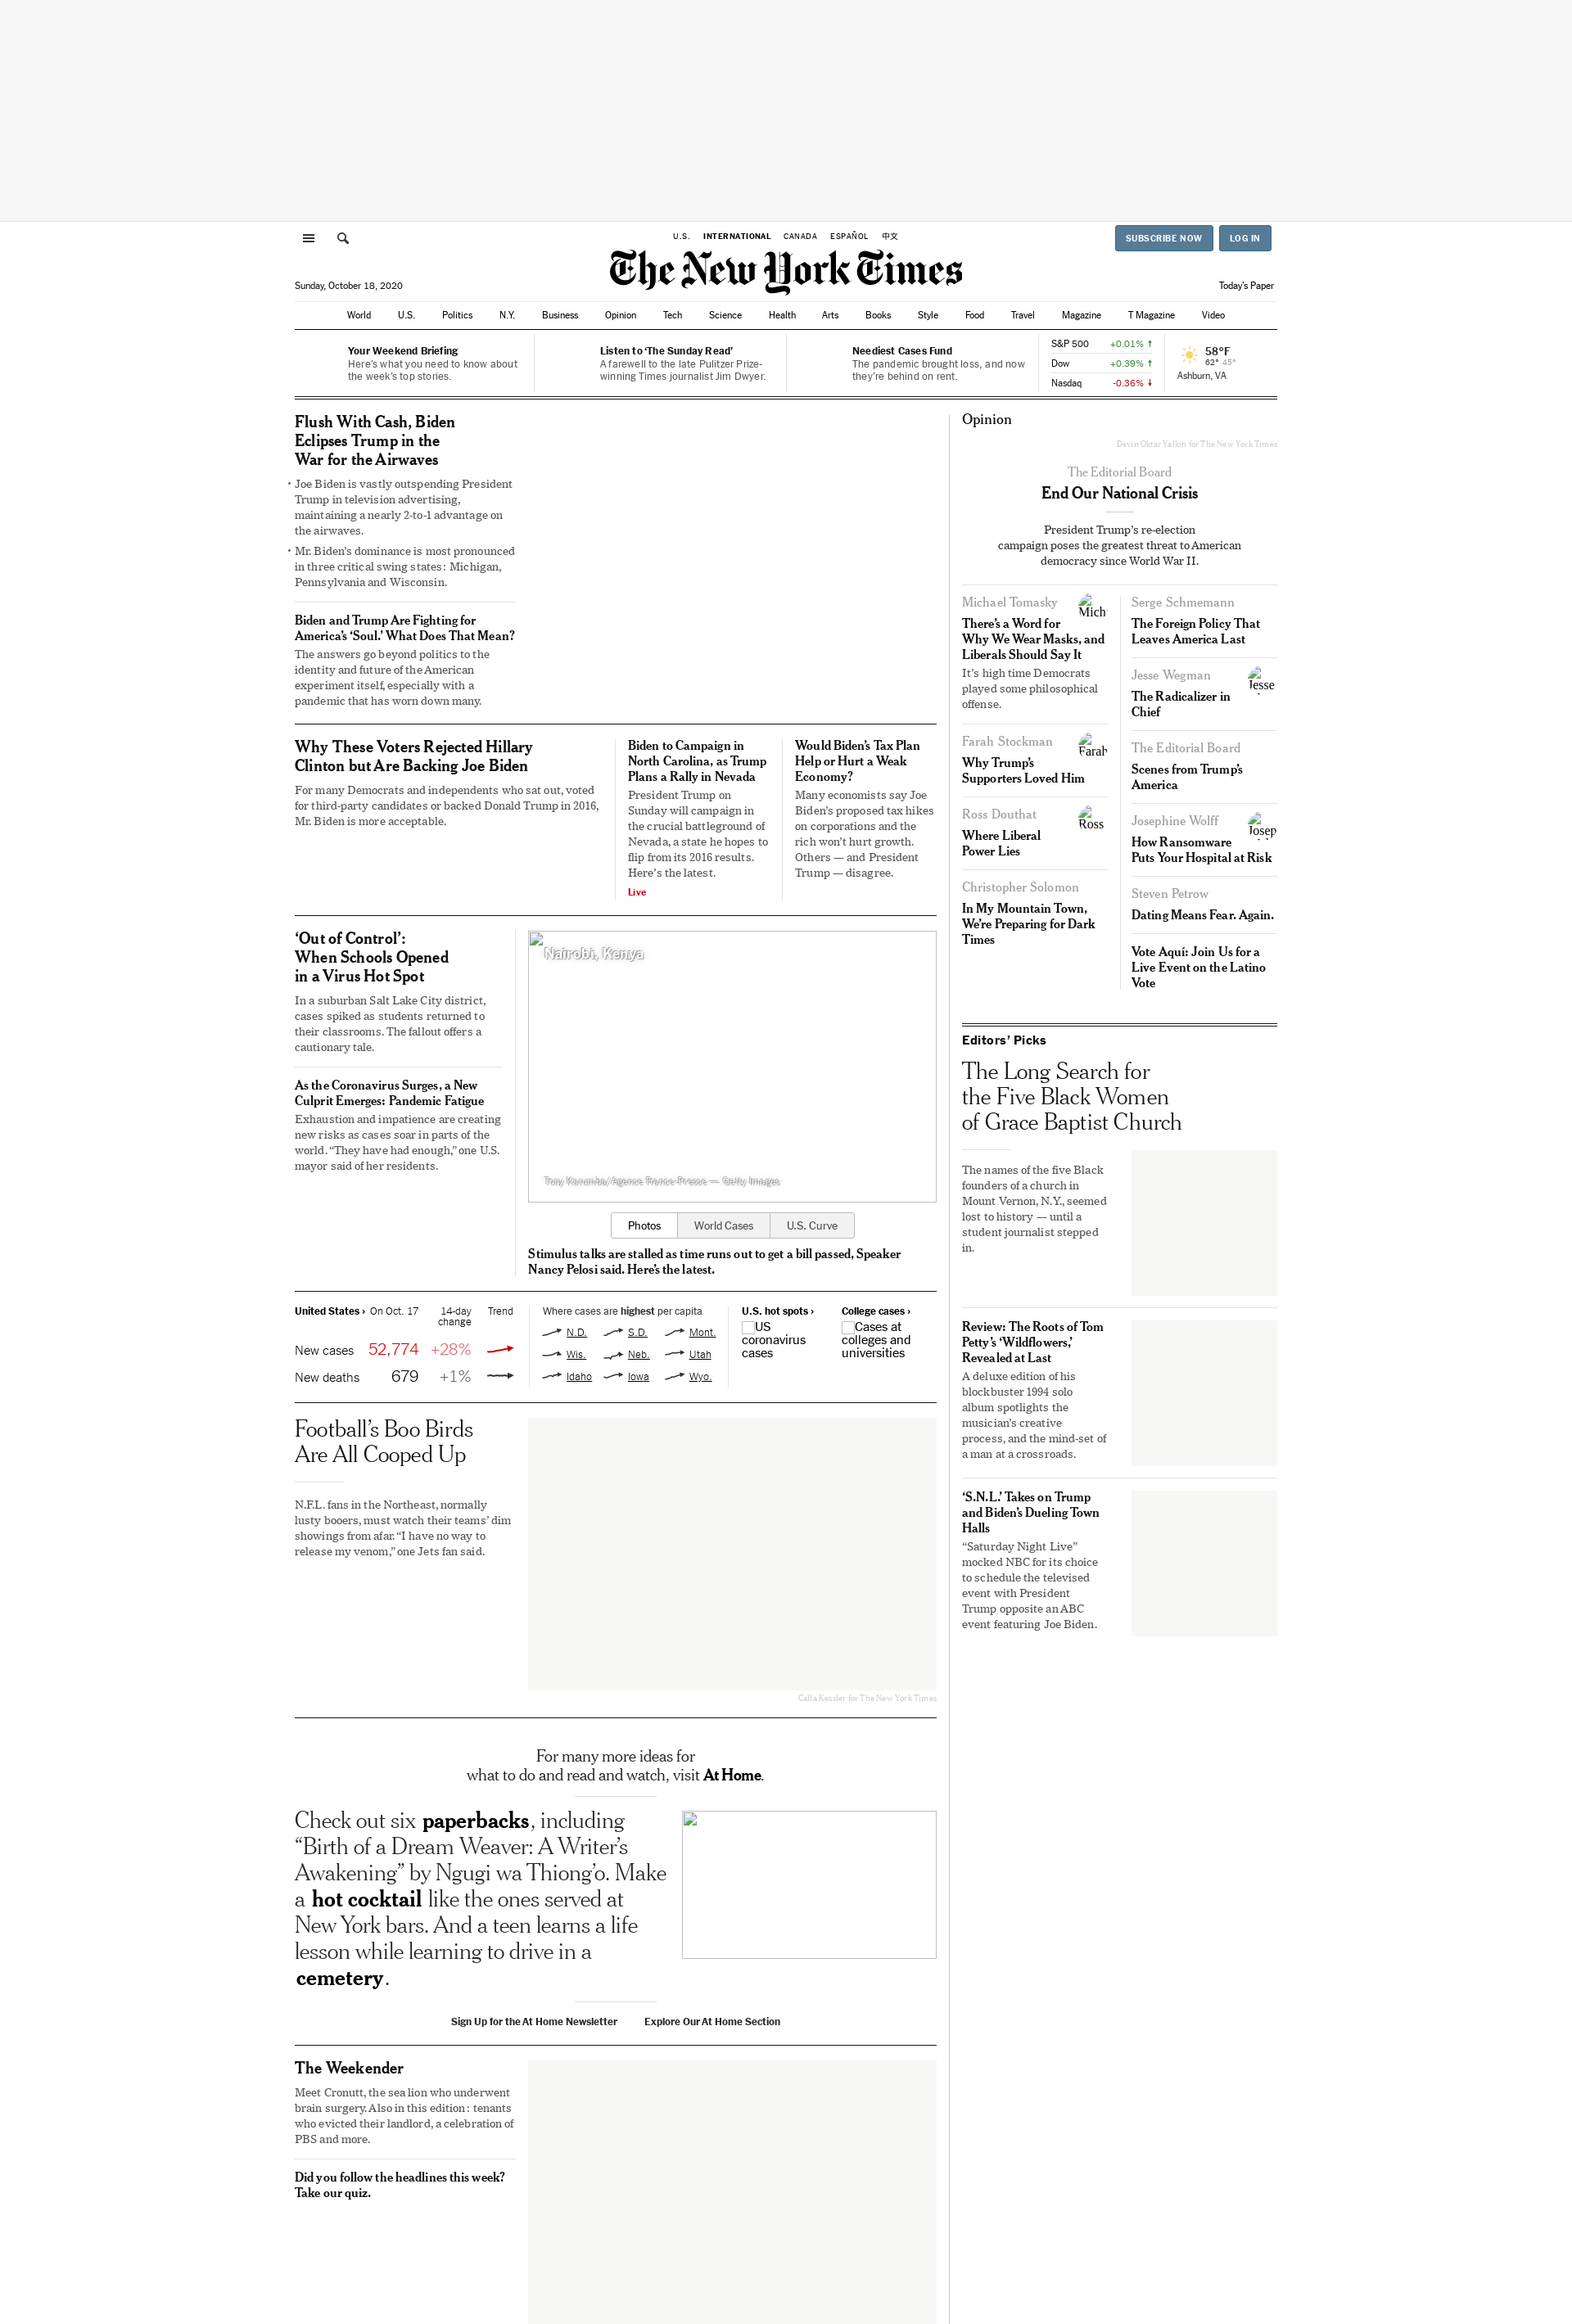 U.S. INTERNATIONAL CANADA ESPAÑOL 中文
SUBSCRIBE NOW LOG IN
The New York Times
Sunday, October 18, 2020
Today's Paper
World U.S. Politics N.Y. Business Opinion Tech Science Health Arts Books Style Food Travel Magazine T Magazine Video
Your Weekend Briefing
Here's what you need to know about
the week's top stories.
Listen to ‘The Sunday Read’
A farewell to the late Pulitzer Prize-
winning Times journalist Jim Dwyer.
Neediest Cases Fund
The pandemic brought loss, and now
they're behind on rent.
S&P 500 +0.01%
Dow +0.39%
Nasdaq -0.36%
58°F
62° 45°
Ashburn, VA
Flush With Cash, Biden
Eclipses Trump in the
War for the Airwaves
• Joe Biden is vastly outspending President
Trump in television advertising,
maintaining a nearly 2-to-1 advantage on
the airwaves.
• Mr. Biden's dominance is most pronounced
in three critical swing states: Michigan,
Pennsylvania and Wisconsin.
Biden and Trump Are Fighting for
America's ‘Soul.’ What Does That Mean?
The answers go beyond politics to the
identity and future of the American
experiment itself, especially with a
pandemic that has worn down many.
Why These Voters Rejected Hillary
Clinton but Are Backing Joe Biden
For many Democrats and independents who sat out, voted
for third-party candidates or backed Donald Trump in 2016,
Mr. Biden is more acceptable.
Biden to Campaign in
North Carolina, as Trump
Plans a Rally in Nevada
President Trump on
Sunday will campaign in
the crucial battleground of
Nevada, a state he hopes to
flip from its 2016 results.
Here's the latest.
Live
Would Biden's Tax Plan
Help or Hurt a Weak
Economy?
Many economists say Joe
Biden's proposed tax hikes
on corporations and the
rich won't hurt growth.
Others — and President
Trump — disagree.
‘Out of Control’:
When Schools Opened
in a Virus Hot Spot
In a suburban Salt Lake City district,
cases spiked as students returned to
their classrooms. The fallout offers a
cautionary tale.
As the Coronavirus Surges, a New
Culprit Emerges: Pandemic Fatigue
Exhaustion and impatience are creating
new risks as cases soar in parts of the
world. “They have had enough,” one U.S.
mayor said of her residents.
Nairobi, Kenya
Tony Karumba/Agence France-Presse — Getty Images
Photos World Cases U.S. Curve
Stimulus talks are stalled as time runs out to get a bill passed, Speaker
Nancy Pelosi said. Here's the latest.
United States › On Oct. 17 14-day
change Trend
New cases 52,774 +28%
New deaths 679 +1%
Where cases are highest per capita
N.D. S.D. Mont.
Wis. Neb. Utah
Idaho Iowa Wyo.
U.S. hot spots ›
US
coronavirus
cases
College cases ›
Cases at
colleges and
universities
Football's Boo Birds
Are All Cooped Up
N.F.L. fans in the Northeast, normally
lusty booers, must watch their teams' dim
showings from afar. “I have no way to
release my venom,” one Jets fan said.
Calla Kessler for The New York Times
For many more ideas for
what to do and read and watch, visit At Home.
Check out six paperbacks, including
“Birth of a Dream Weaver: A Writer's
Awakening” by Ngugi wa Thiong'o. Make
a hot cocktail like the ones served at
New York bars. And a teen learns a life
lesson while learning to drive in a
cemetery.
Sign Up for the At Home Newsletter Explore Our At Home Section
The Weekender
Meet Cronutt, the sea lion who underwent
brain surgery. Also in this edition: tenants
who evicted their landlord, a celebration of
PBS and more.
Did you follow the headlines this week?
Take our quiz.
Opinion
Devin Oktar Yalkin for The New York Times
The Editorial Board
End Our National Crisis
President Trump's re-election
campaign poses the greatest threat to American
democracy since World War II.
Michael Tomasky
Mich
There's a Word for
Why We Wear Masks, and
Liberals Should Say It
It's high time Democrats
played some philosophical
offense.
Farah Stockman
Farah
Why Trump's
Supporters Loved Him
Ross Douthat
Ross
Where Liberal
Power Lies
Christopher Solomon
In My Mountain Town,
We're Preparing for Dark
Times
Serge Schmemann
The Foreign Policy That
Leaves America Last
Jesse Wegman
Jesse
The Radicalizer in
Chief
The Editorial Board
Scenes from Trump's
America
Josephine Wolff
Josep
How Ransomware
Puts Your Hospital at Risk
Steven Petrow
Dating Means Fear. Again.
Vote Aquí: Join Us for a
Live Event on the Latino
Vote
Editors' Picks
The Long Search for
the Five Black Women
of Grace Baptist Church
The names of the five Black
founders of a church in
Mount Vernon, N.Y., seemed
lost to history — until a
student journalist stepped
in.
Review: The Roots of Tom
Petty's ‘Wildflowers,’
Revealed at Last
A deluxe edition of his
blockbuster 1994 solo
album spotlights the
musician's creative
process, and the mind-set of
a man at a crossroads.
‘S.N.L.’ Takes on Trump
and Biden's Dueling Town
Halls
“Saturday Night Live”
mocked NBC for its choice
to schedule the televised
event with President
Trump opposite an ABC
event featuring Joe Biden.